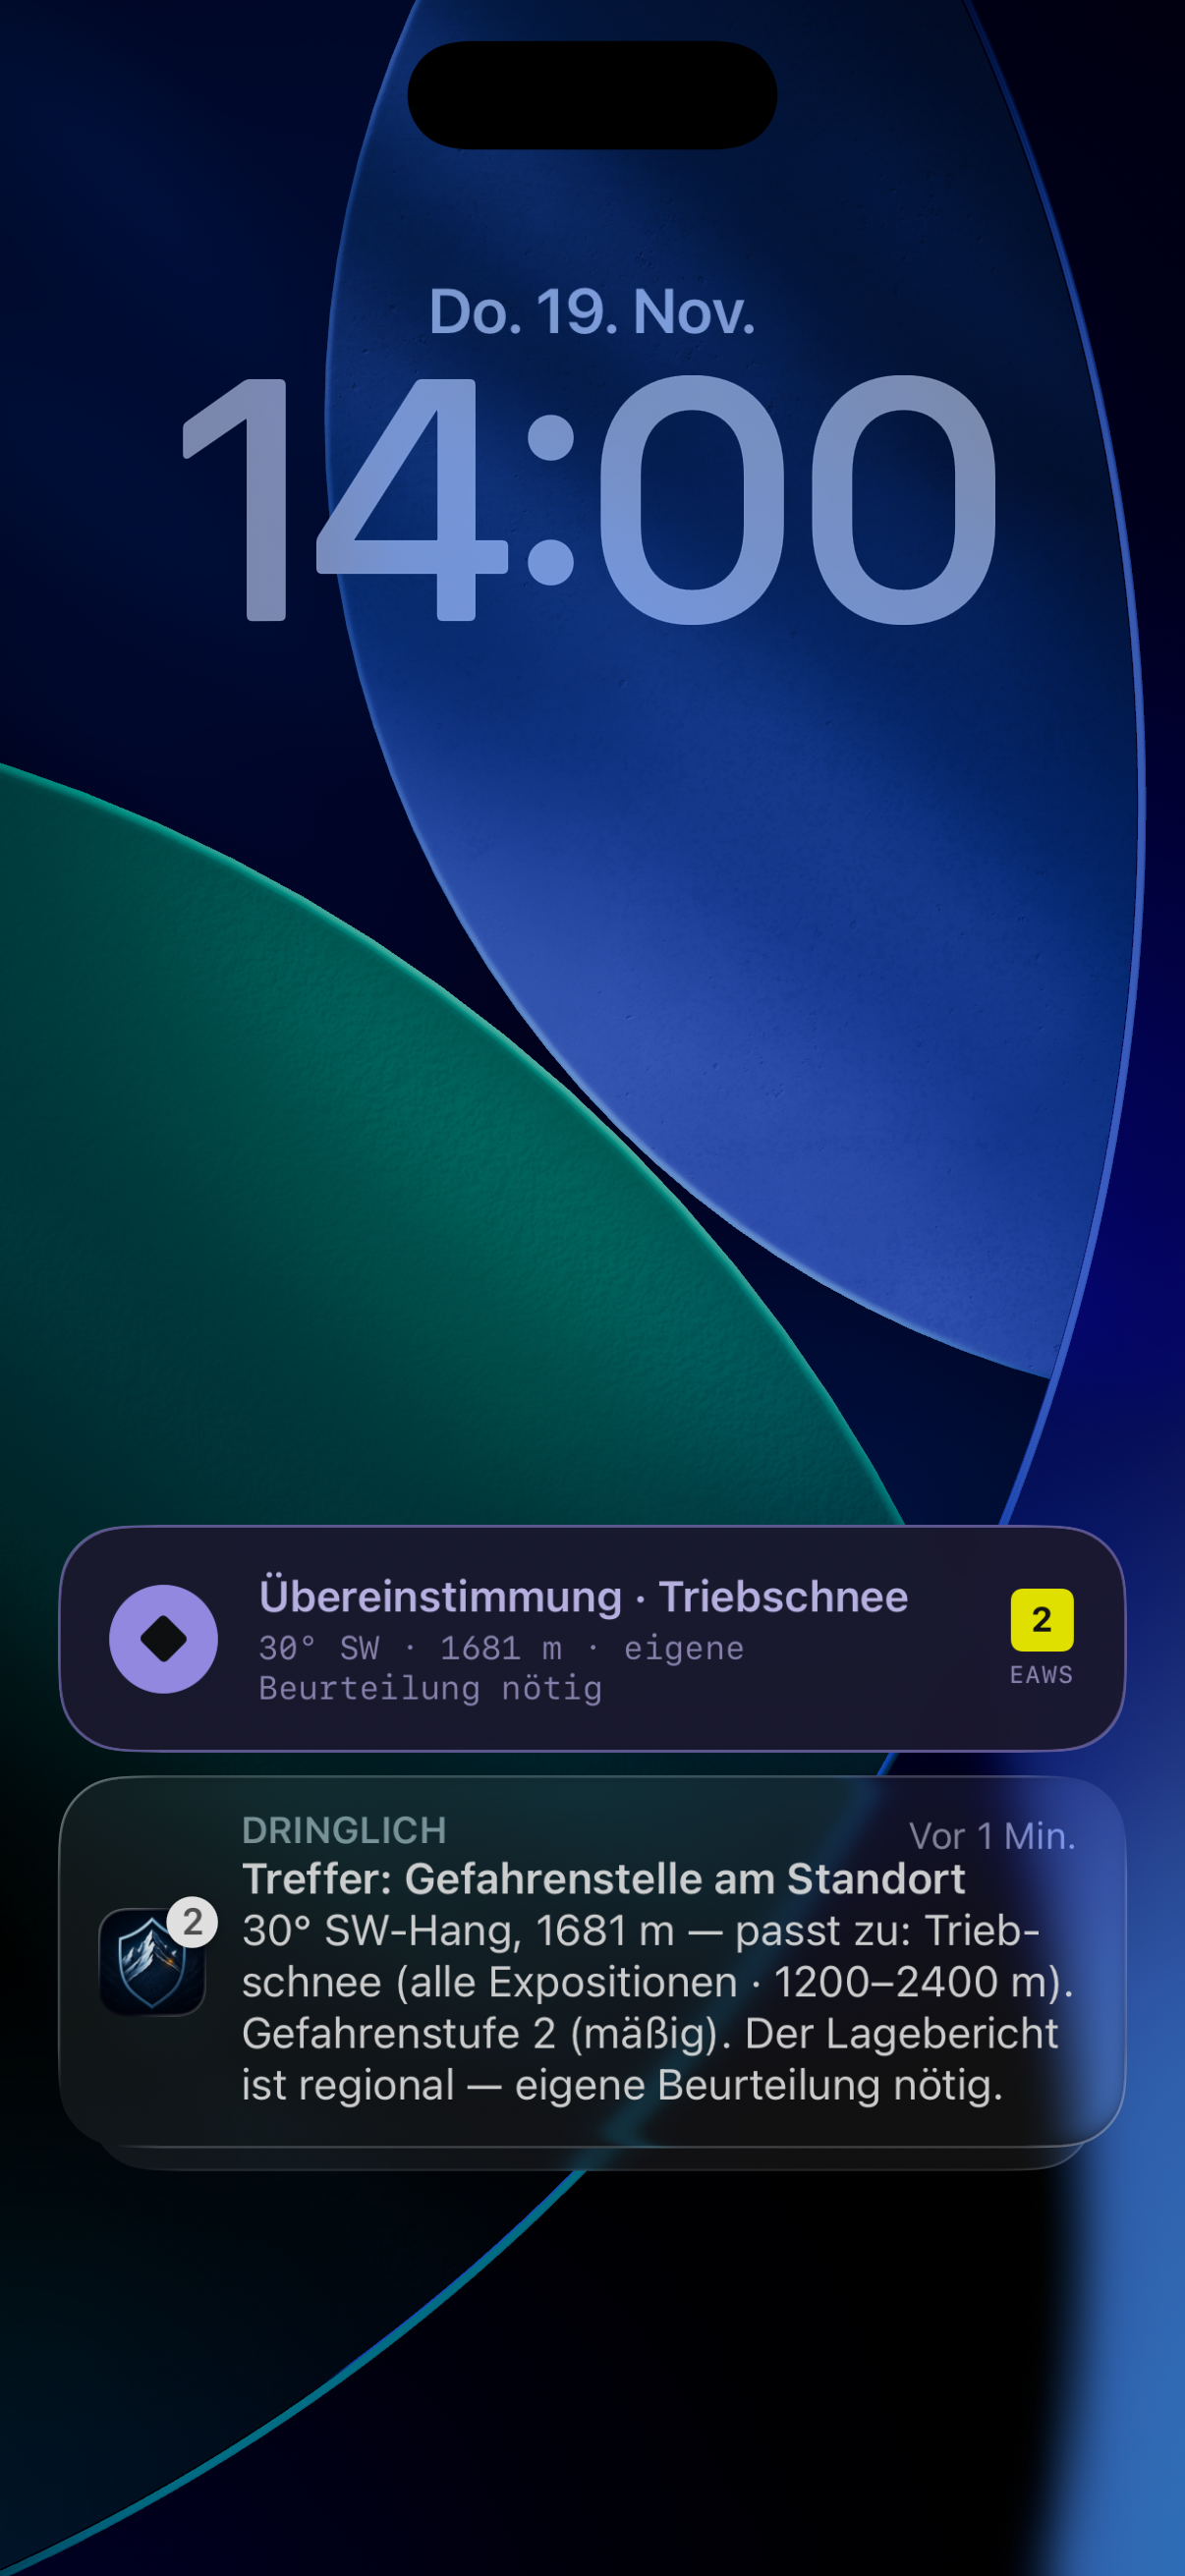 Do. 19. Nov.
14:00
Übereinstimmung · Triebschnee
30° SW · 1681 m · eigene
Beurteilung nötig
2
EAWS
DRINGLICH
Vor 1 Min.
Treffer: Gefahrenstelle am Standort
2
30° SW-Hang, 1681 m — passt zu: Trieb-
schnee (alle Expositionen · 1200–2400 m).
Gefahrenstufe 2 (mäßig). Der Lagebericht
ist regional — eigene Beurteilung nötig.